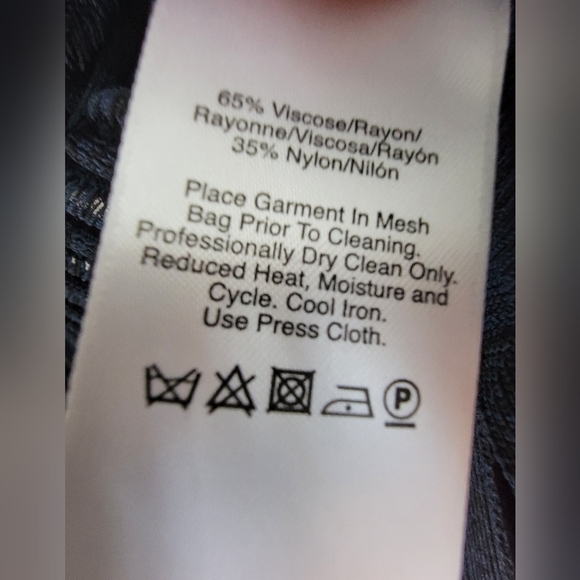 65% Viscose/Rayon/
Rayonne/Viscosa/Rayón
35% Nylon/Nilón
Place Garment In Mesh
Bag Prior To Cleaning.
Professionally Dry Clean Only.
Reduced Heat, Moisture and
Cycle. Cool Iron.
Use Press Cloth.
P